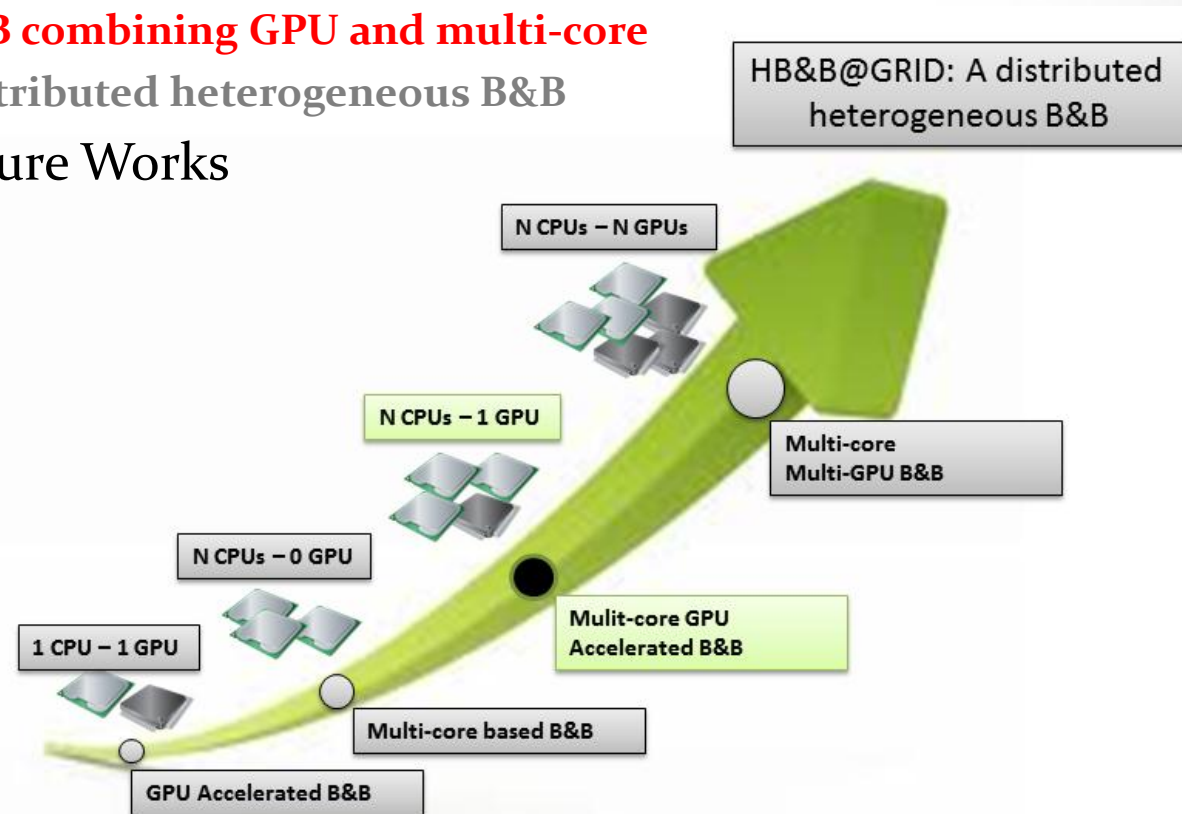 B combining GPU and multi-core
tributed heterogeneous B&B
ure Works
HB&B@GRID: A distributed
heterogeneous B&B
N CPUs – N GPUs
N CPUs – 1 GPU
Multi-core
Multi-GPU B&B
N CPUs – 0 GPU
Mulit-core GPU
Accelerated B&B
1 CPU – 1 GPU
Multi-core based B&B
GPU Accelerated B&B